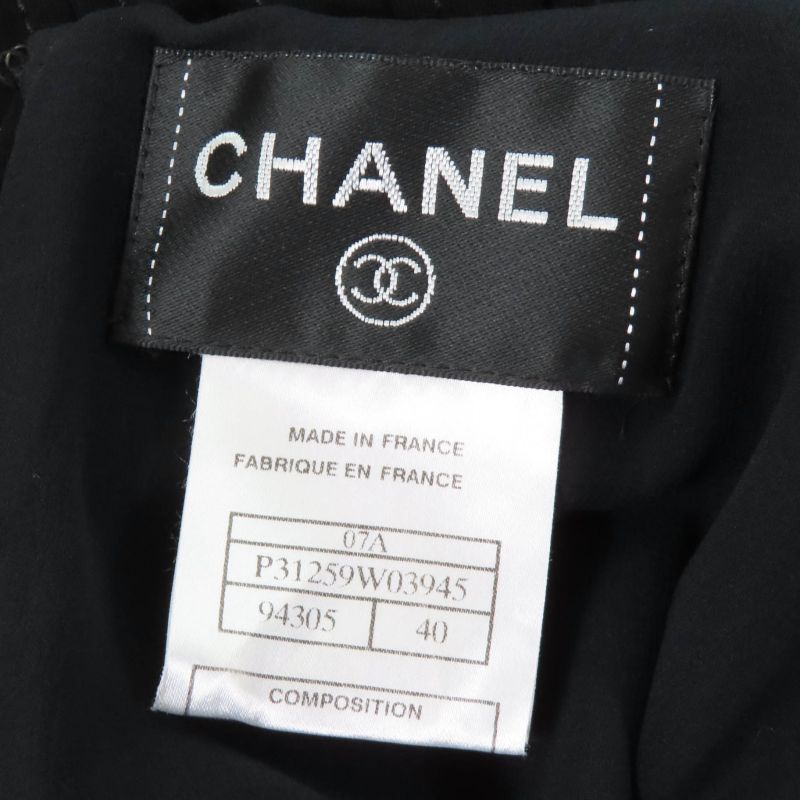 CHANEL
MADE IN FRANCE
FABRIQUE EN FRANCE
07A
P31259W03945
94305 40
COMPOSITION